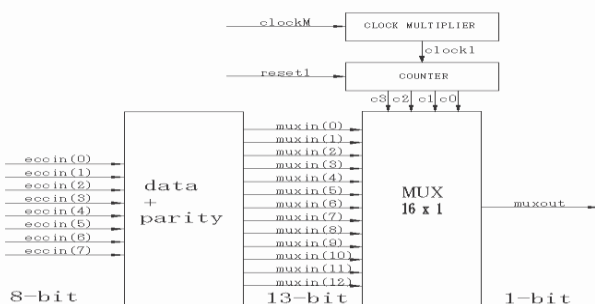 clockM
CLOCK MULTIPLIER
clock1
reset1
COUNTER
c3 c2 c1 c0
eccin(0)
eccin(1)
eccin(2)
eccin(3)
eccin(4)
eccin(5)
eccin(6)
eccin(7)
8-bit
data
+
parity
muxin(0)
muxin(1)
muxin(2)
muxin(3)
muxin(4)
muxin(5)
muxin(6)
muxin(7)
muxin(8)
muxin(9)
muxin(10)
muxin(11)
muxin(12)
13-bit
MUX
16 x 1
muxout
1-bit